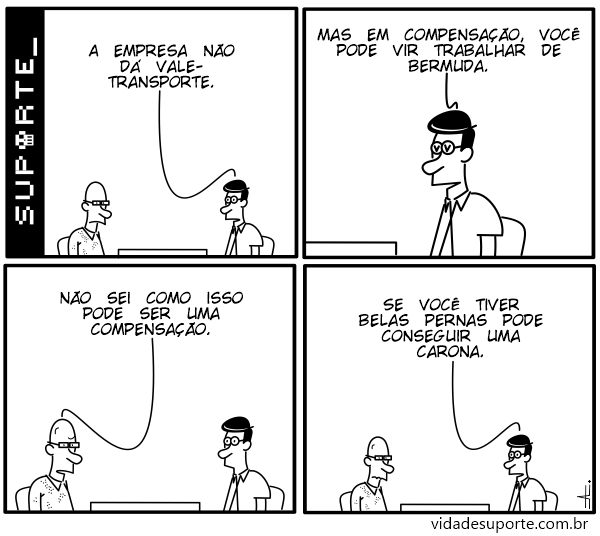 SUPORTE_
A EMPRESA NÃO
DÁ VALE-
TRANSPORTE.
MAS EM COMPENSAÇÃO, VOCÊ
PODE VIR TRABALHAR DE
BERMUDA.
NÃO SEI COMO ISSO
PODE SER UMA
COMPENSAÇÃO.
SE VOCÊ TIVER
BELAS PERNAS PODE
CONSEGUIR UMA
CARONA.
vidadesuporte.com.br